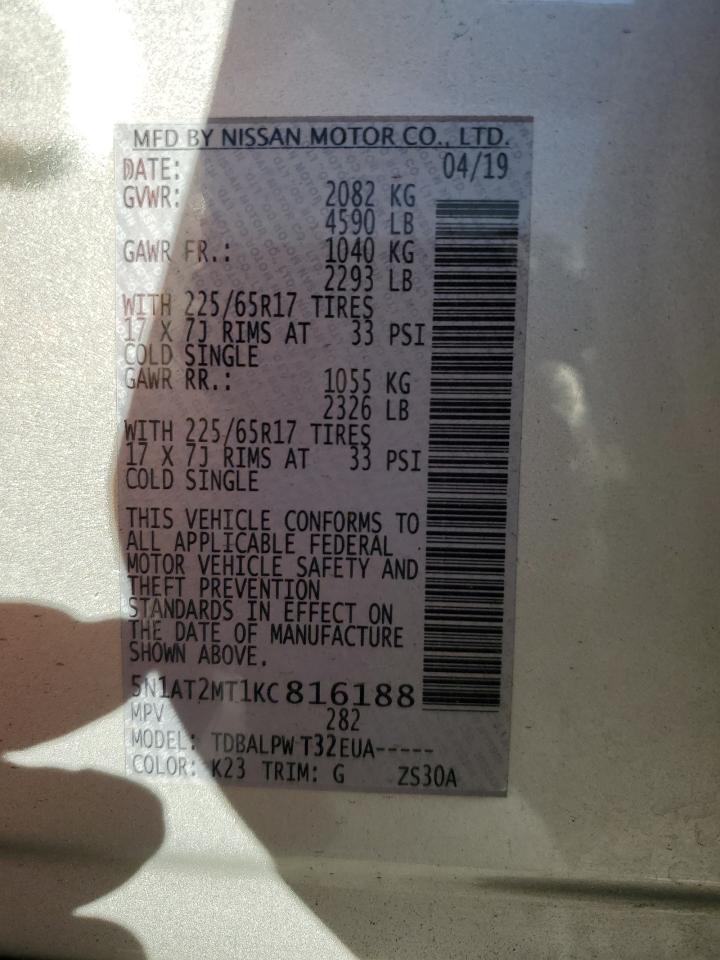 MFD BY NISSAN MOTOR CO., LTD.
DATE: 04/19
GVWR: 2082 KG
4590 LB
GAWR FR.: 1040 KG
2293 LB
WITH 225/65R17 TIRES
17 X 7J RIMS AT 33 PSI
COLD SINGLE
GAWR RR.: 1055 KG
2326 LB
WITH 225/65R17 TIRES
17 X 7J RIMS AT 33 PSI
COLD SINGLE
THIS VEHICLE CONFORMS TO
ALL APPLICABLE FEDERAL
MOTOR VEHICLE SAFETY AND
THEFT PREVENTION
STANDARDS IN EFFECT ON
THE DATE OF MANUFACTURE
SHOWN ABOVE.
5N1AT2MT1KC816188
MPV 282
MODEL: TDBALPW T32EUA-----
COLOR: K23 TRIM: G ZS30A